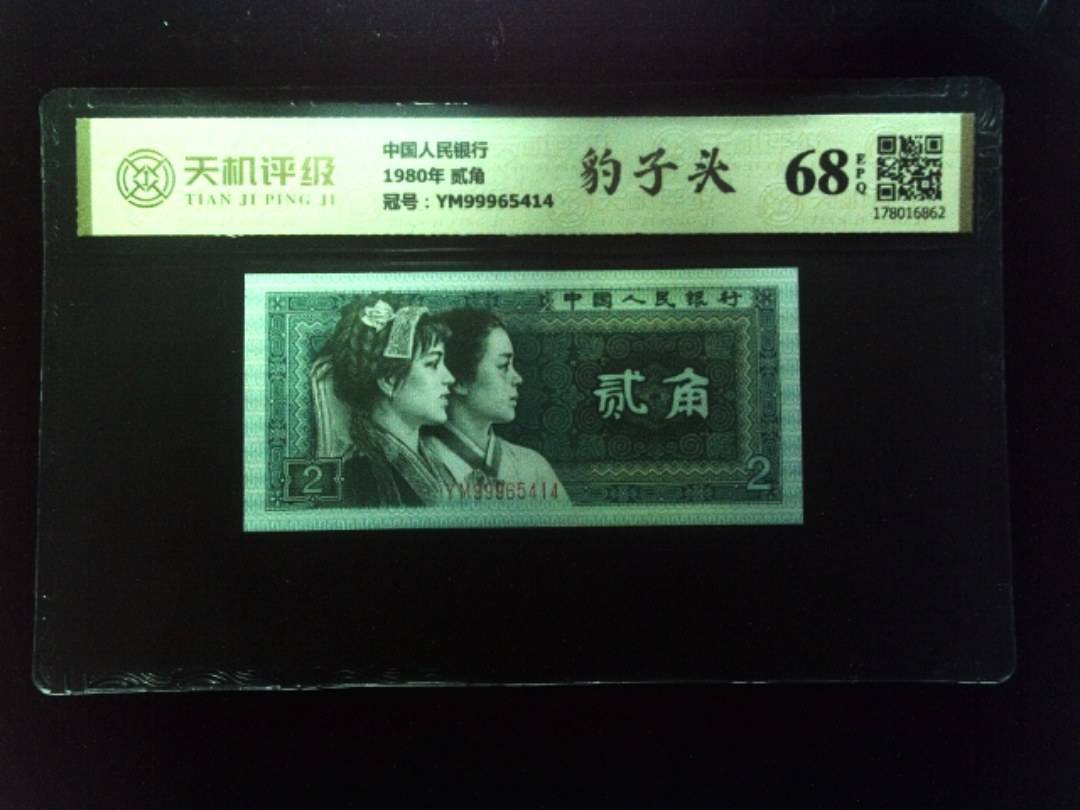 天机评级
TIAN JI PING JI
中国人民银行
1980年 贰角
冠号：YM99965414
豹子头
68
EPQ
178016862
中国人民银行
贰角
2
2
YM99965414